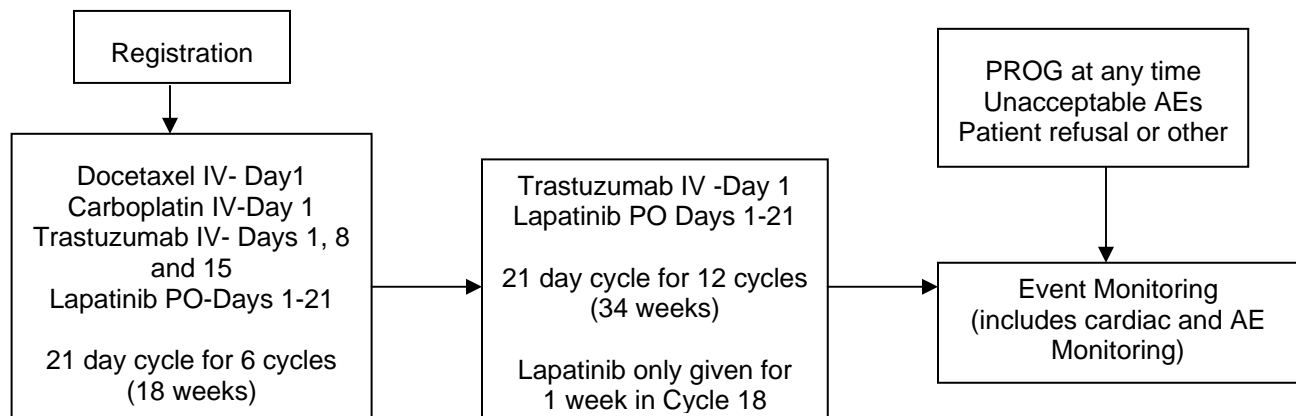 Registration
Docetaxel IV- Day1
Carboplatin IV-Day 1
Trastuzumab IV- Days 1, 8
and 15
Lapatinib PO-Days 1-21
21 day cycle for 6 cycles
(18 weeks)
Trastuzumab IV -Day 1
Lapatinib PO Days 1-21
21 day cycle for 12 cycles
(34 weeks)
Lapatinib only given for
1 week in Cycle 18
PROG at any time
Unacceptable AEs
Patient refusal or other
Event Monitoring
(includes cardiac and AE
Monitoring)